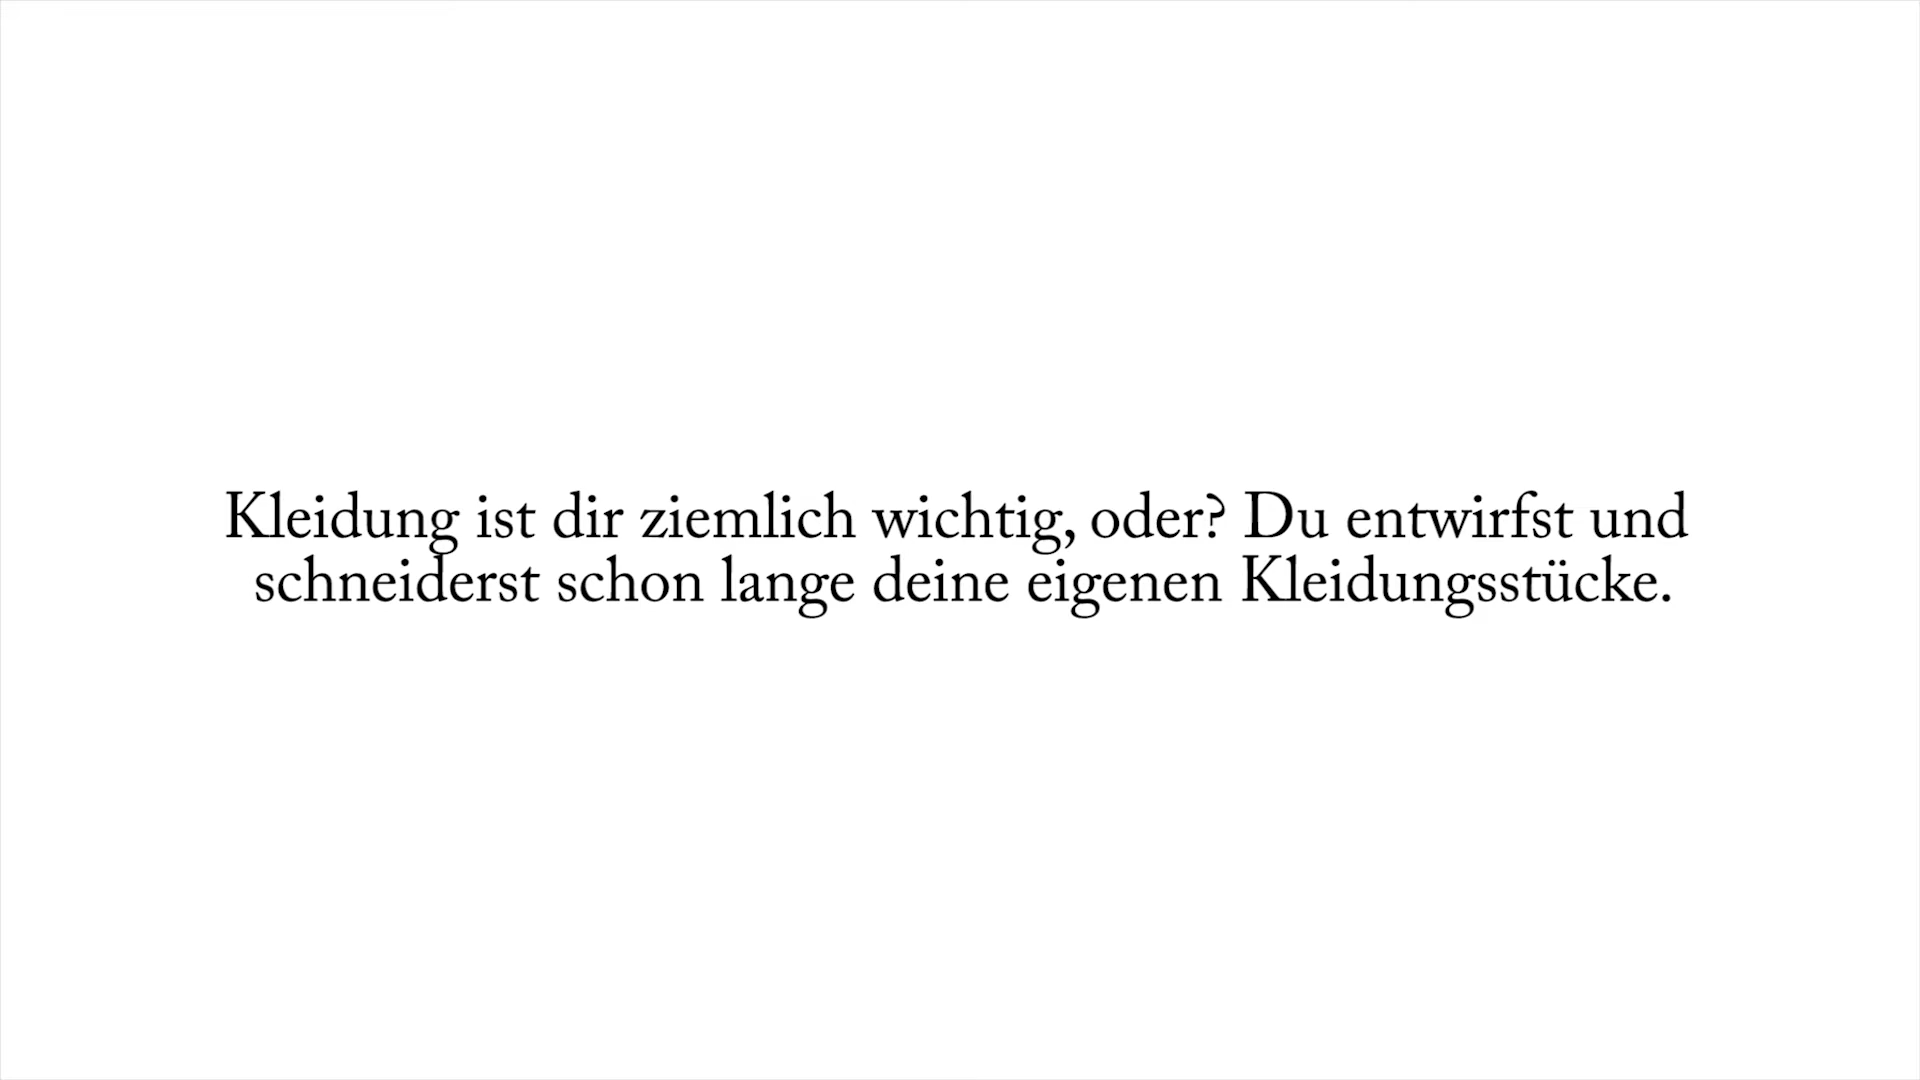 Kleidung ist dir ziemlich wichtig, oder? Du entwirfst und
schneiderst schon lange deine eigenen Kleidungsstücke.